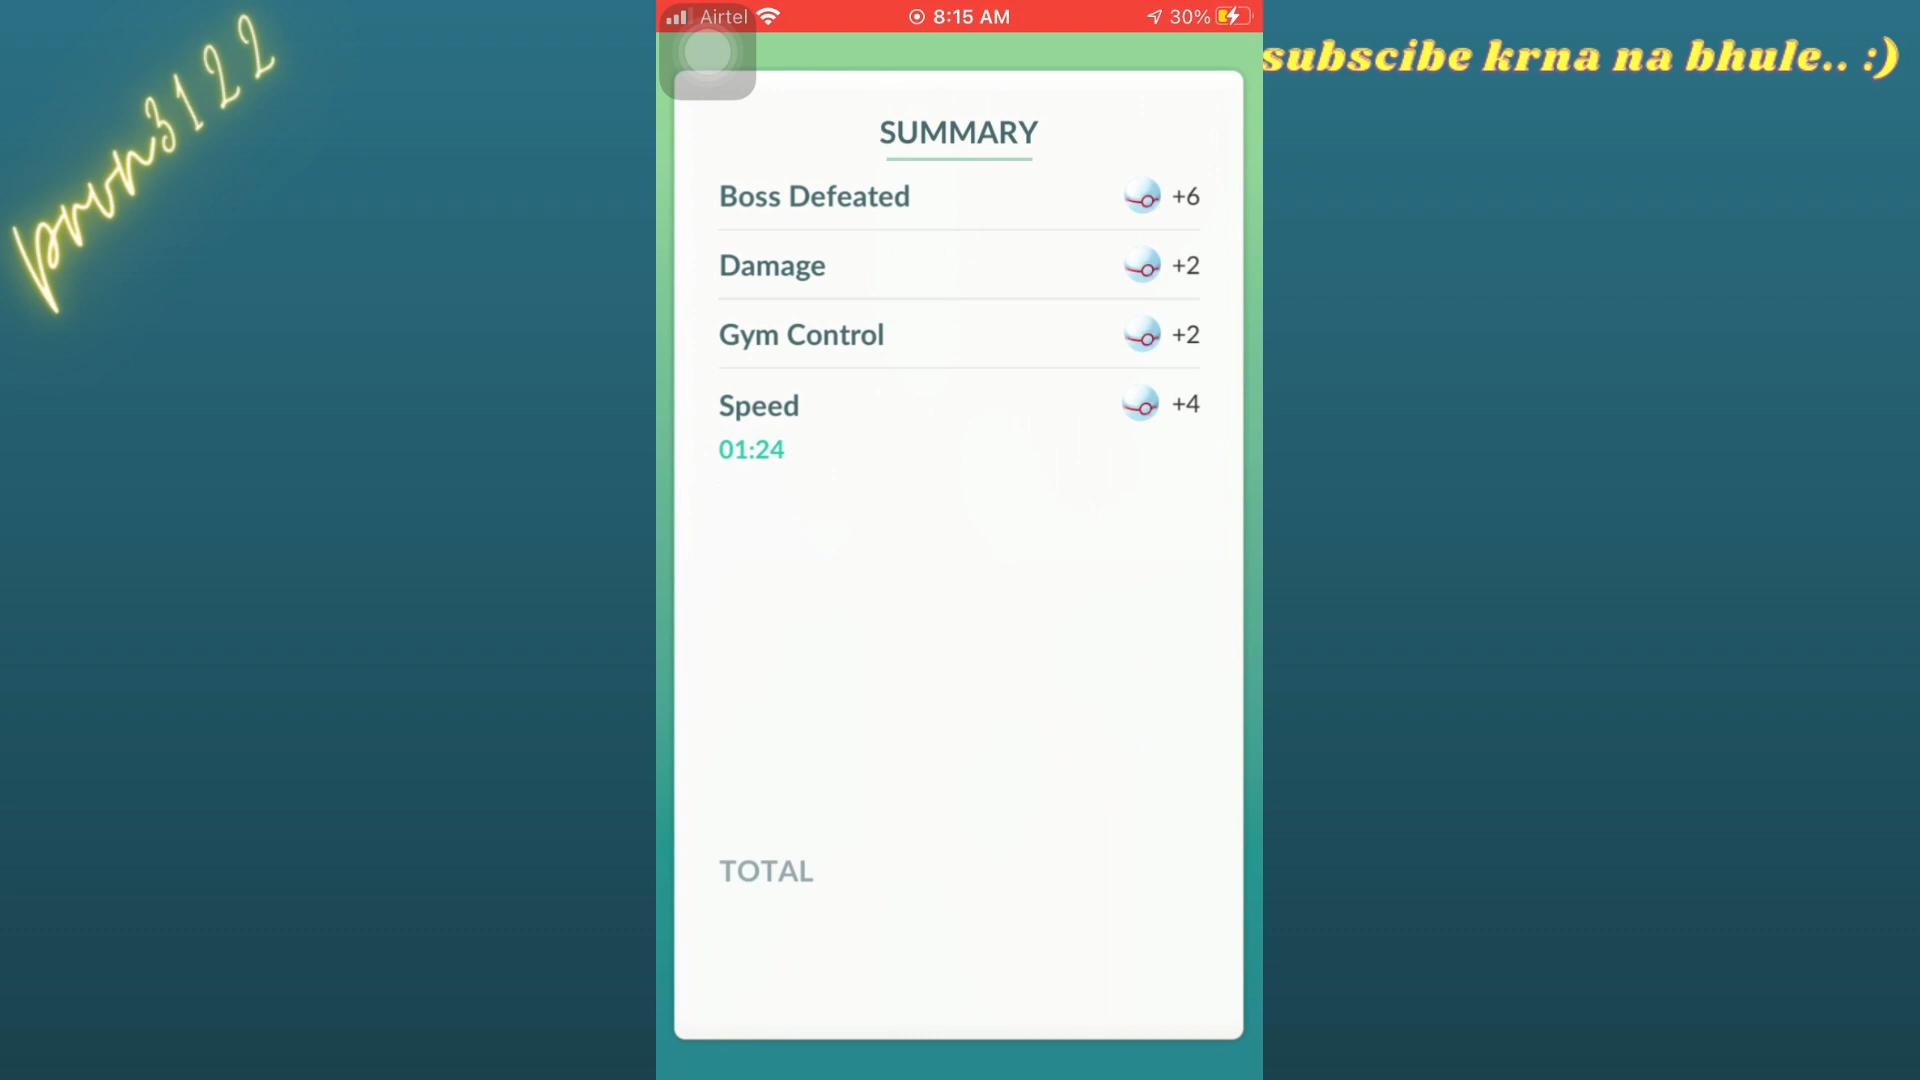 prvn3122
Airtel 8:15 AM 30%
subscibe krna na bhule.. :)
SUMMARY
Boss Defeated +6
Damage +2
Gym Control +2
Speed +4
01:24
TOTAL